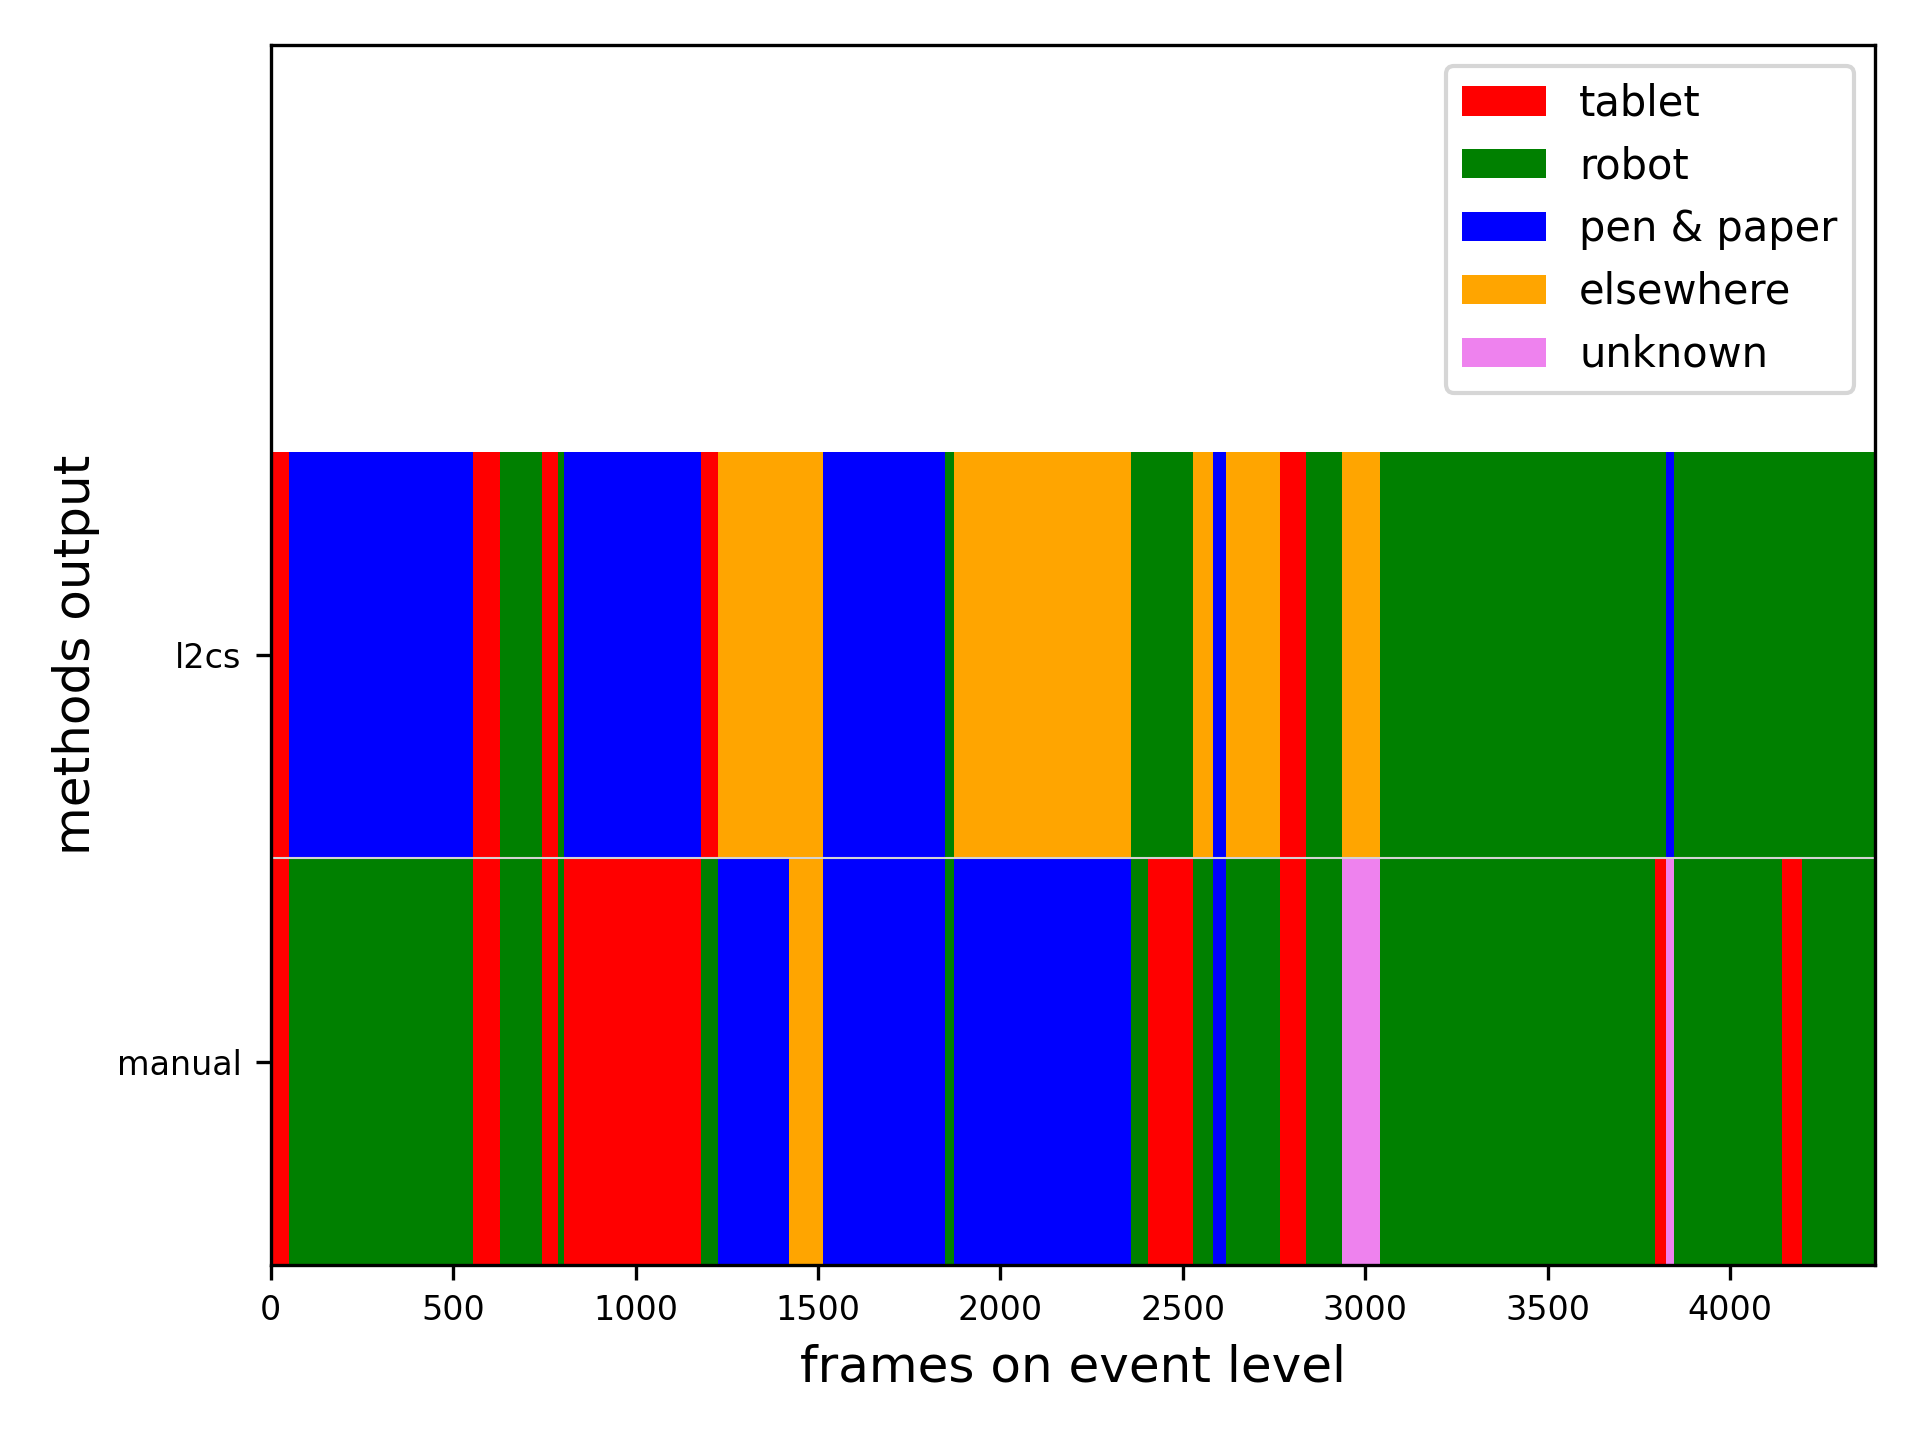 tablet
robot
pen & paper
elsewhere
unknown
methods output
l2cs
manual
0 500 1000 1500 2000 2500 3000 3500 4000
frames on event level